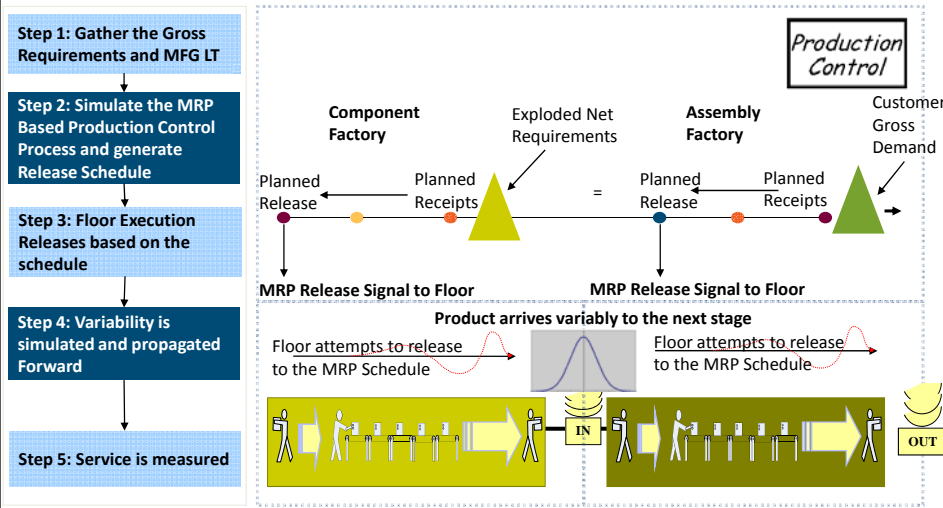 Step 1: Gather the Gross
Requirements and MFG LT
Step 2: Simulate the MRP
Based Production Control
Process and generate
Release Schedule
Step 3: Floor Execution
Releases based on the
schedule
Step 4: Variability is
simulated and propagated
Forward
Step 5: Service is measured
Production
Control
Component
Factory
Exploded Net
Requirements
Assembly
Factory
Customer
Gross
Demand
Planned
Release
Planned
Receipts
=
Planned
Release
Planned
Receipts
MRP Release Signal to Floor
MRP Release Signal to Floor
Product arrives variably to the next stage
Floor attempts to release
to the MRP Schedule
Floor attempts to release
to the MRP Schedule
IN
OUT